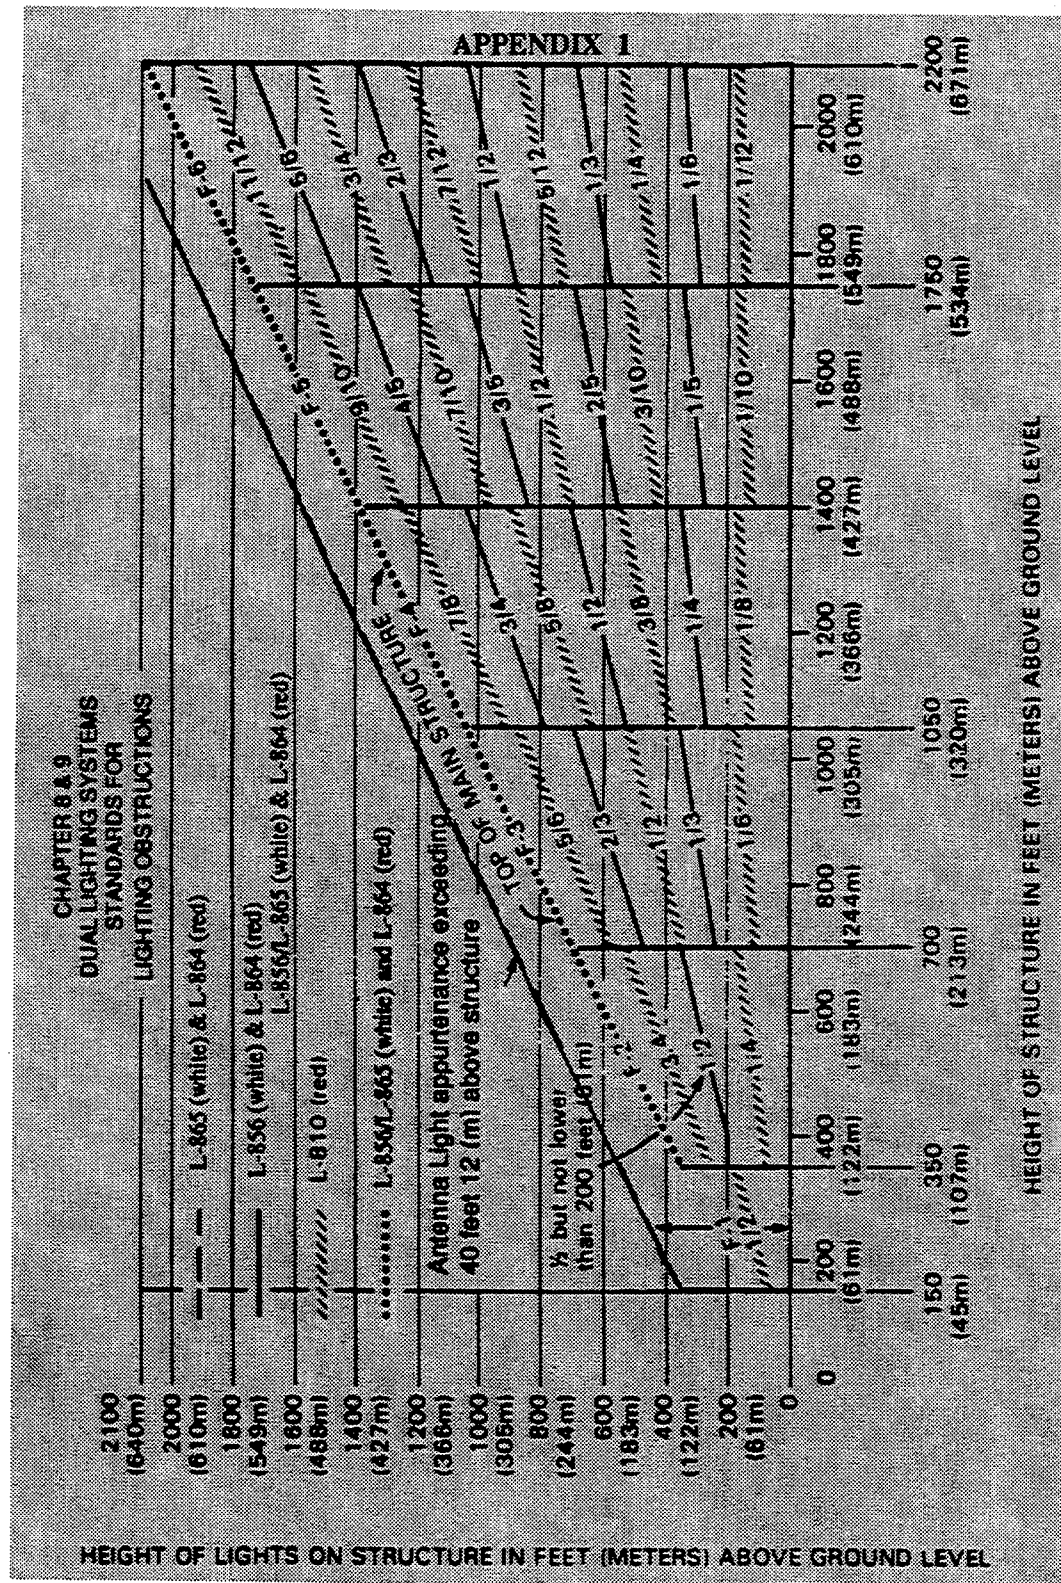 APPENDIX 1
CHAPTER 8 & 9
DUAL LIGHTING SYSTEMS
STANDARDS FOR
LIGHTING OBSTRUCTIONS
L-865 (white) & L-864 (red)
L-856 (white) & L-864 (red)
L-856/L-865 (white) & L-864 (red)
L-810 (red)
L-856/L-865 (white) and L-864 (red)
Antenna Light appuntenance exceeding
40 feet 12 (m) above structure
½ but not lower
than 200 feet (61m)
TOP OF MAIN STRUCTURE
F-1
1/2
F-2
3/4
1/2
1/4
F-3
5/6
2/3
1/2
1/3
1/6
F-4
7/8
3/4
5/8
1/2
3/8
1/4
1/8
F-5
9/10
4/5
7/10
3/5
1/2
2/5
3/10
1/5
1/10
F-6
11/12
5/6
3/4
2/3
7/12
1/2
5/12
1/3
1/4
1/6
1/12
2100
(640m)
2000
(610m)
1800
(549m)
1600
(488m)
1400
(427m)
1200
(366m)
1000
(305m)
800
(244m)
600
(183m)
400
(122m)
200
(61m)
0
0
200
(61m)
400
(122m)
600
(183m)
800
(244m)
1000
(305m)
1200
(366m)
1400
(427m)
1600
(488m)
1800
(549m)
2000
(610m)
150
(45m)
350
(107m)
700
(213m)
1050
(320m)
1750
(534m)
2200
(671m)
HEIGHT OF STRUCTURE IN FEET (METERS) ABOVE GROUND LEVEL
HEIGHT OF LIGHTS ON STRUCTURE IN FEET (METERS) ABOVE GROUND LEVEL